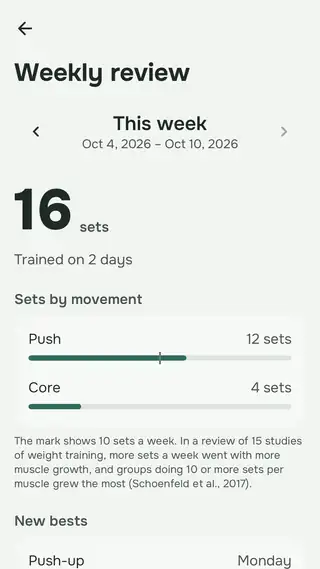 Weekly review
This week
Oct 4, 2026 – Oct 10, 2026
16 sets
Trained on 2 days
Sets by movement
Push 12 sets
Core 4 sets
The mark shows 10 sets a week. In a review of 15 studies
of weight training, more sets a week went with more
muscle growth, and groups doing 10 or more sets per
muscle grew the most (Schoenfeld et al., 2017).
New bests
Push-up Monday